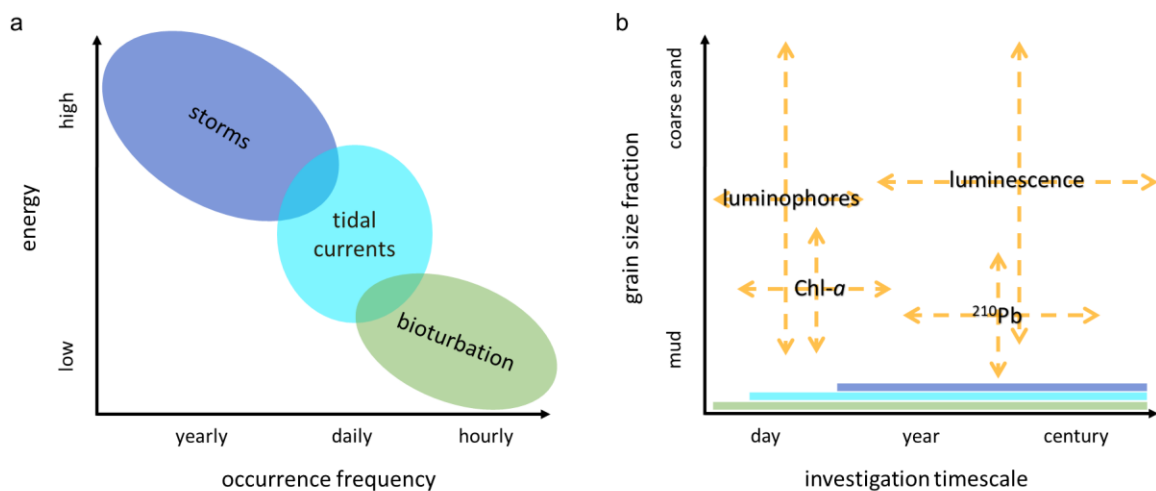 a
high
energy
low
storms
tidal
currents
bioturbation
yearly daily hourly
occurrence frequency
b
coarse sand
grain size fraction
mud
luminescence
luminophores
Chl-a
²¹⁰Pb
day year century
investigation timescale